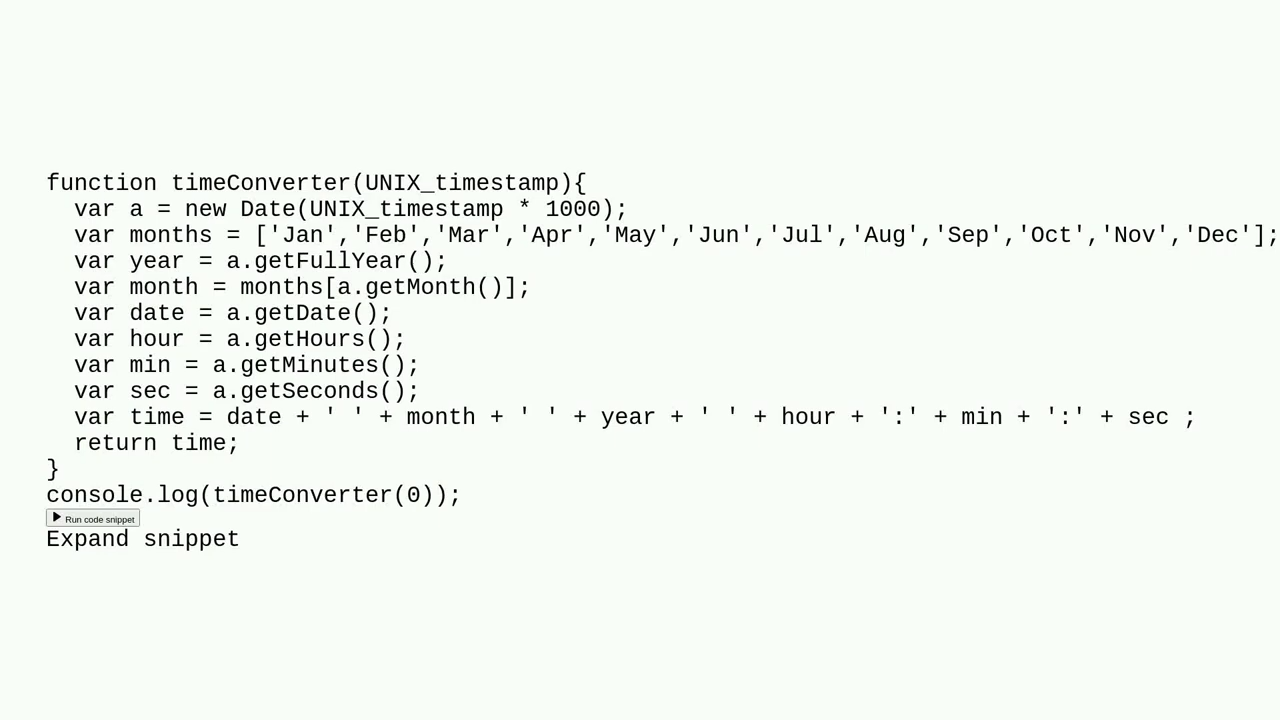 function timeConverter(UNIX_timestamp){
  var a = new Date(UNIX_timestamp * 1000);
  var months = ['Jan','Feb','Mar','Apr','May','Jun','Jul','Aug','Sep','Oct','Nov','Dec'];
  var year = a.getFullYear();
  var month = months[a.getMonth()];
  var date = a.getDate();
  var hour = a.getHours();
  var min = a.getMinutes();
  var sec = a.getSeconds();
  var time = date + ' ' + month + ' ' + year + ' ' + hour + ':' + min + ':' + sec ;
  return time;
}
console.log(timeConverter(0));
Run code snippet
Expand snippet